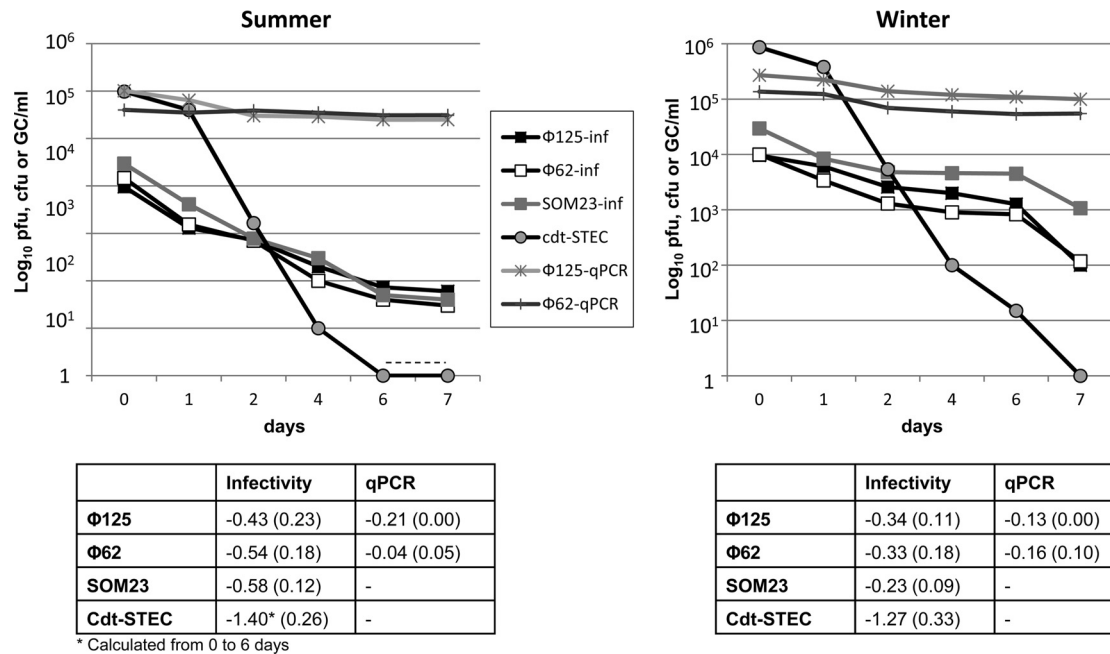 Summer
Log10 pfu, cfu or GC/ml
10^6
10^5
10^4
10^3
10^2
10^1
1
0 1 2 4 6 7
days
Φ125-inf
Φ62-inf
SOM23-inf
cdt-STEC
Φ125-qPCR
Φ62-qPCR
Winter
Log10 pfu, cfu or GC/ml
10^6
10^5
10^4
10^3
10^2
10^1
1
0 1 2 4 6 7
days
Infectivity qPCR
Φ125 -0.43 (0.23) -0.21 (0.00)
Φ62 -0.54 (0.18) -0.04 (0.05)
SOM23 -0.58 (0.12) -
Cdt-STEC -1.40* (0.26) -
* Calculated from 0 to 6 days
Infectivity qPCR
Φ125 -0.34 (0.11) -0.13 (0.00)
Φ62 -0.33 (0.18) -0.16 (0.10)
SOM23 -0.23 (0.09) -
Cdt-STEC -1.27 (0.33) -